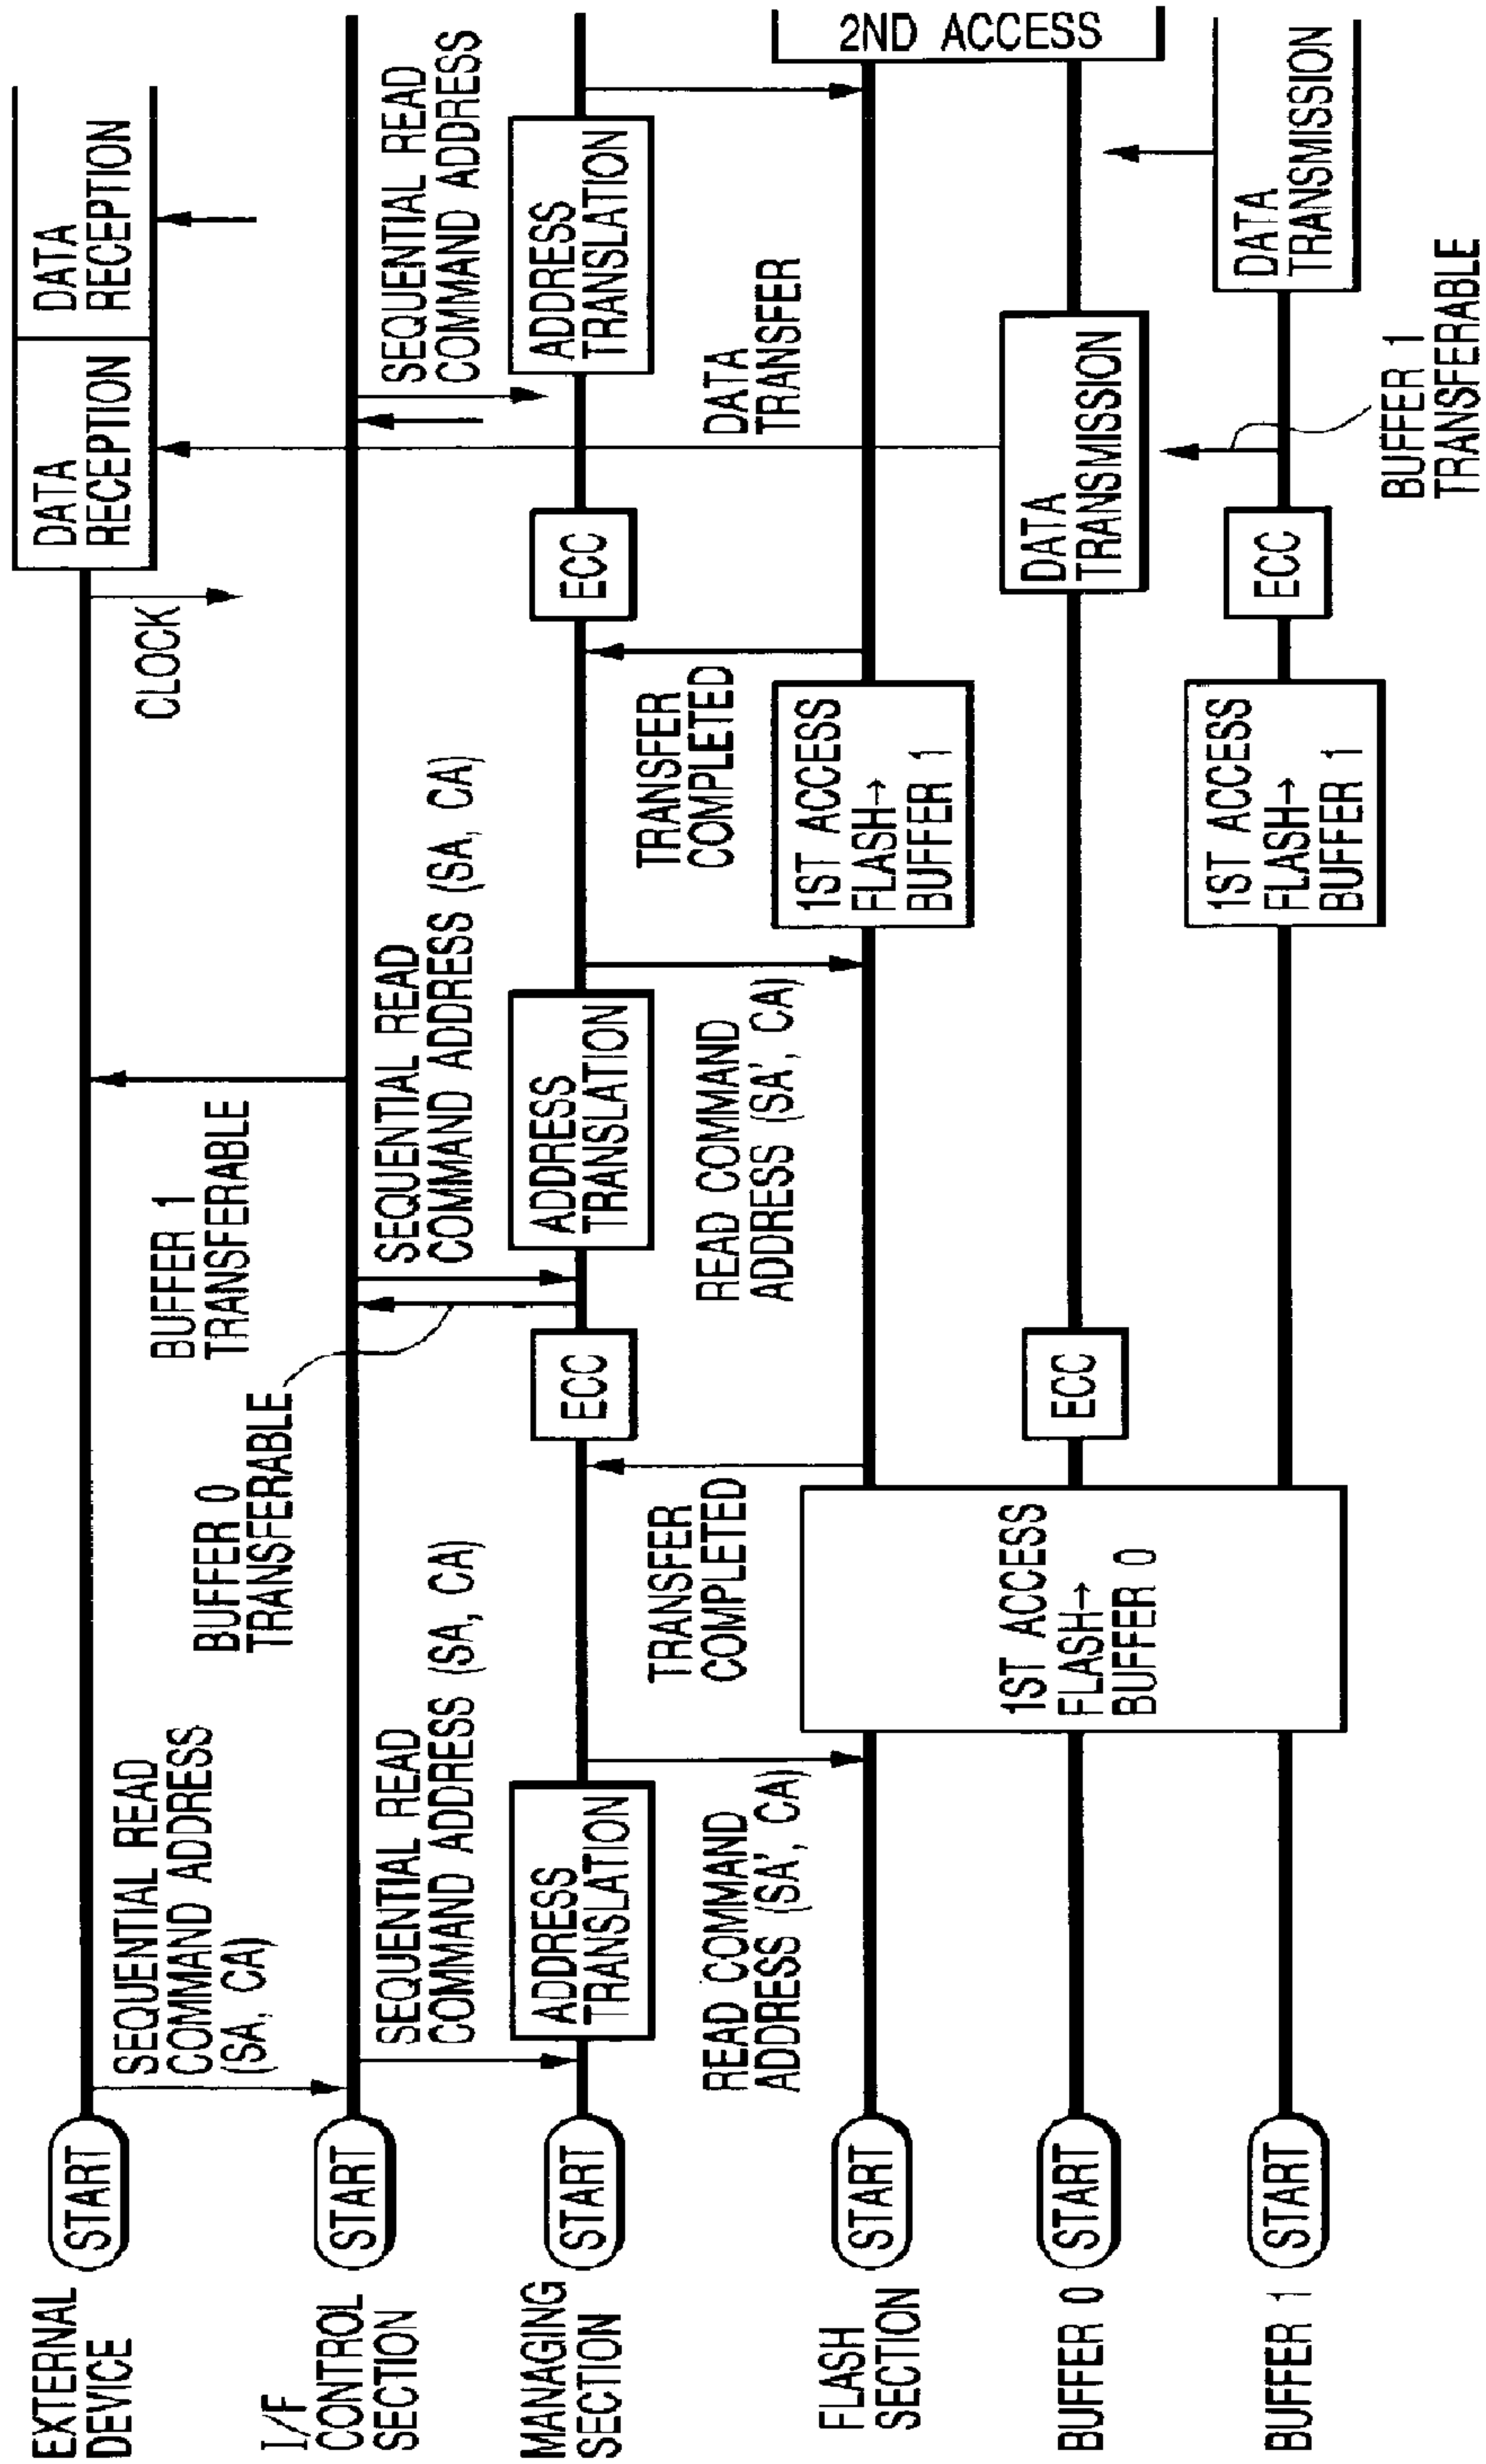 EXTERNAL
DEVICE
START
SEQUENTIAL READ
COMMAND ADDRESS
(SA, CA)
BUFFER 1
TRANSFERABLE
CLOCK
DATA
RECEPTION
DATA
RECEPTION
I/F
CONTROL
SECTION
START
BUFFER 0
TRANSFERABLE
SEQUENTIAL READ
COMMAND ADDRESS (SA, CA)
SEQUENTIAL READ
COMMAND ADDRESS (SA, CA)
SEQUENTIAL READ
COMMAND ADDRESS
MANAGING
SECTION
START
ADDRESS
TRANSLATION
ECC
ADDRESS
TRANSLATION
ECC
ADDRESS
TRANSLATION
READ COMMAND
ADDRESS (SA', CA)
TRANSFER
COMPLETED
READ COMMAND
ADDRESS (SA', CA)
TRANSFER
COMPLETED
DATA
TRANSFER
FLASH
SECTION
START
1ST ACCESS
FLASH→
BUFFER 0
1ST ACCESS
FLASH→
BUFFER 1
2ND ACCESS
BUFFER 0
START
ECC
DATA
TRANSMISSION
BUFFER 1
START
1ST ACCESS
FLASH→
BUFFER 1
ECC
DATA
TRANSMISSION
BUFFER 1
TRANSFERABLE